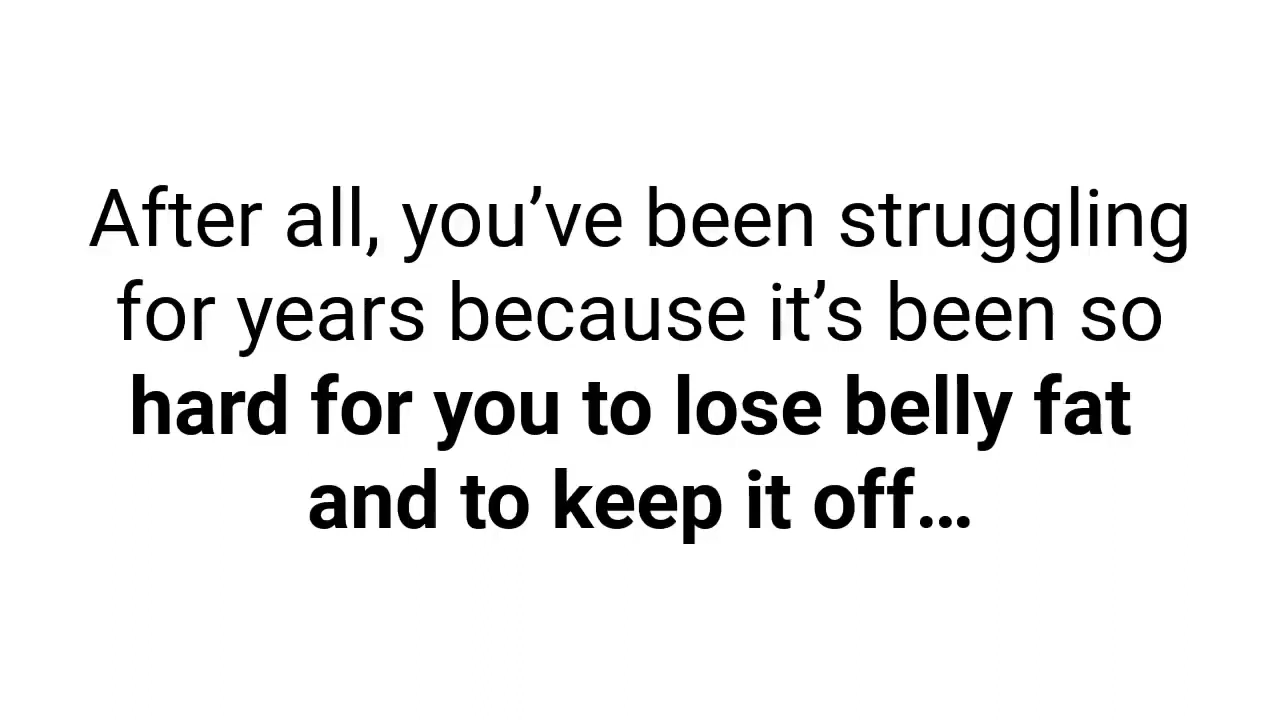 After all, you’ve been struggling
for years because it’s been so
hard for you to lose belly fat
and to keep it off…